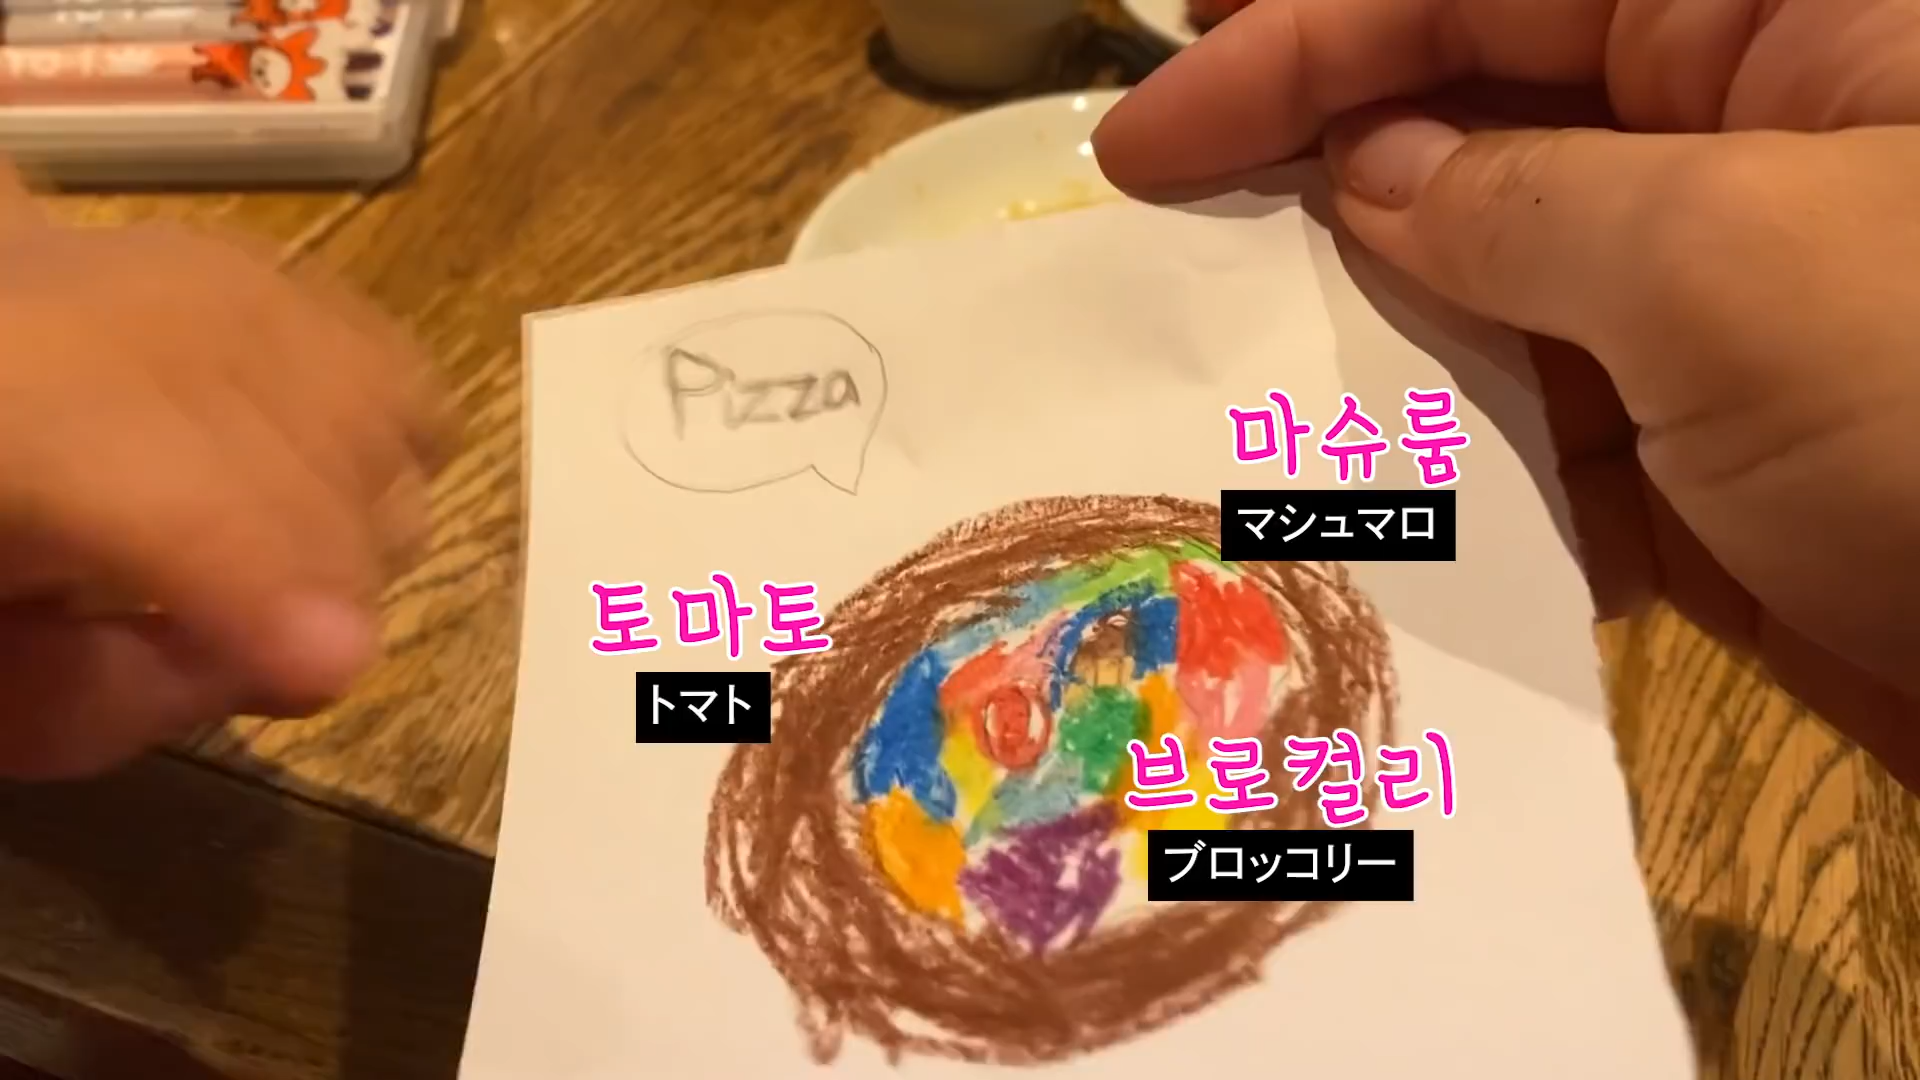 Pizza
마슈룸
マシュマロ
토마토
トマト
브로컬리
ブロッコリー